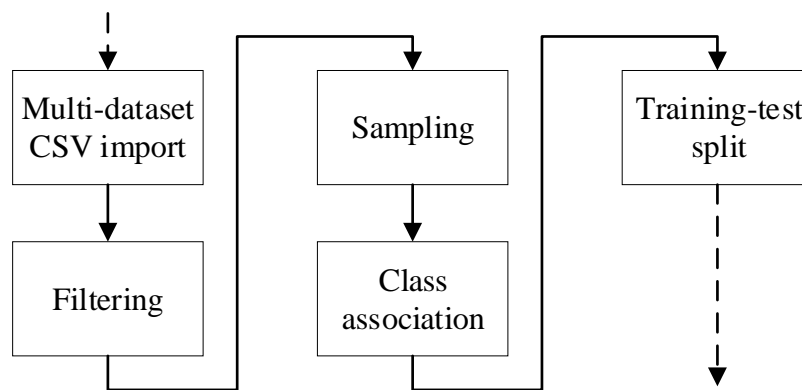 Multi-dataset
CSV import
Filtering
Sampling
Class
association
Training-test
split